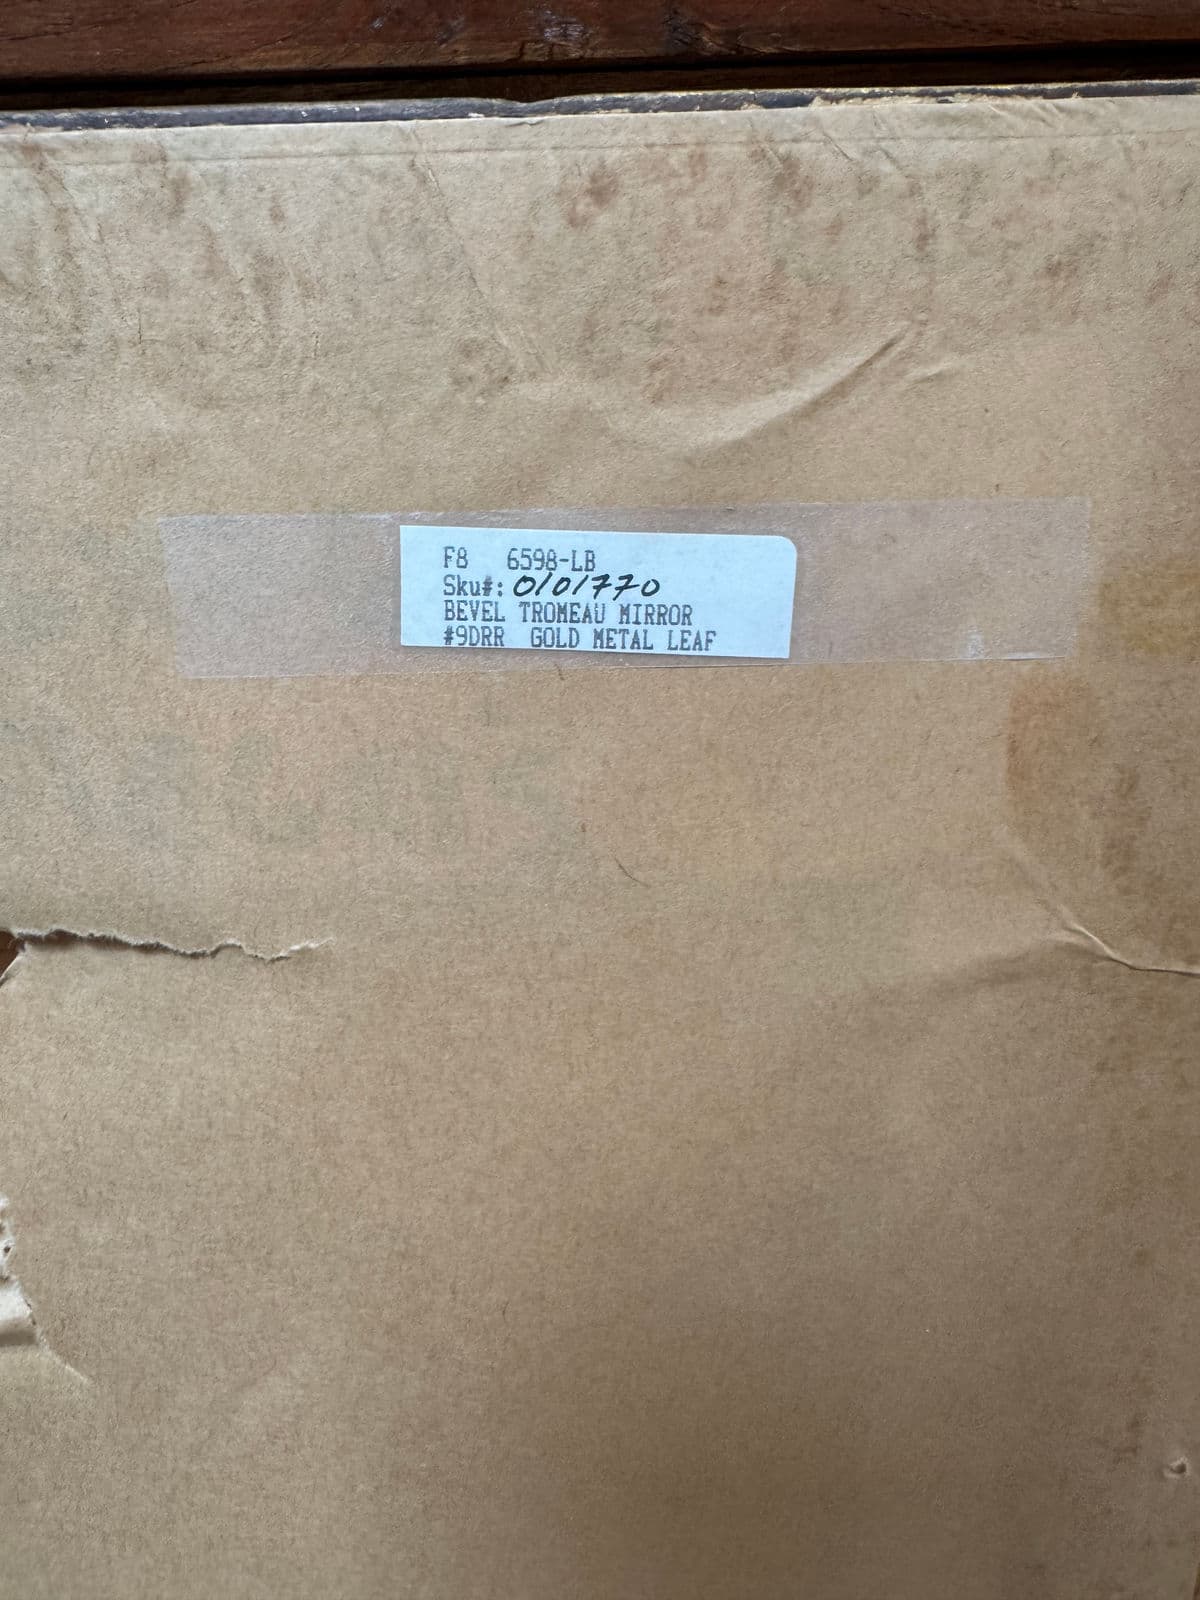 F8 6598-LB
Sku#: 0101770
BEVEL TROMEAU MIRROR
#9DRR GOLD METAL LEAF